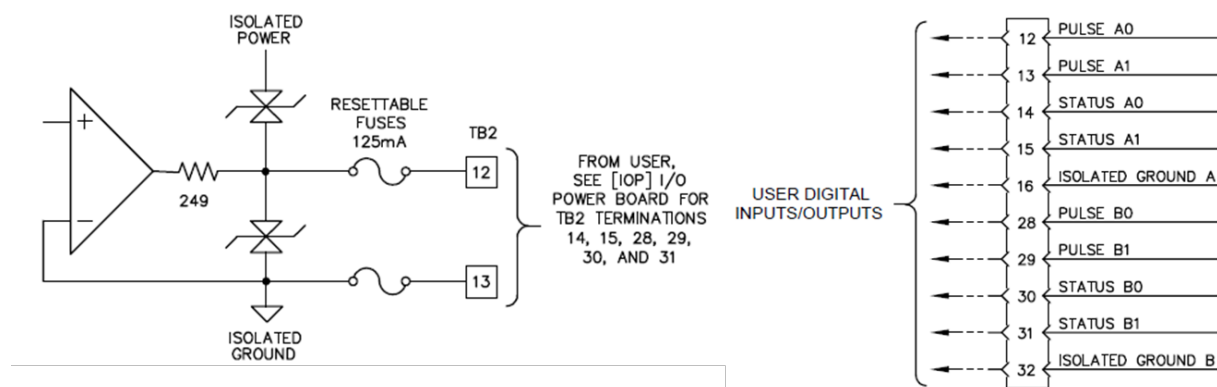 ISOLATED
POWER
+
-
249
RESETTABLE
FUSES
125mA
TB2
12
13
ISOLATED
GROUND
FROM USER,
SEE [IOP] I/O
POWER BOARD FOR
TB2 TERMINATIONS
14, 15, 28, 29,
30, AND 31
USER DIGITAL
INPUTS/OUTPUTS
12 PULSE A0
13 PULSE A1
14 STATUS A0
15 STATUS A1
16 ISOLATED GROUND A
28 PULSE B0
29 PULSE B1
30 STATUS B0
31 STATUS B1
32 ISOLATED GROUND B